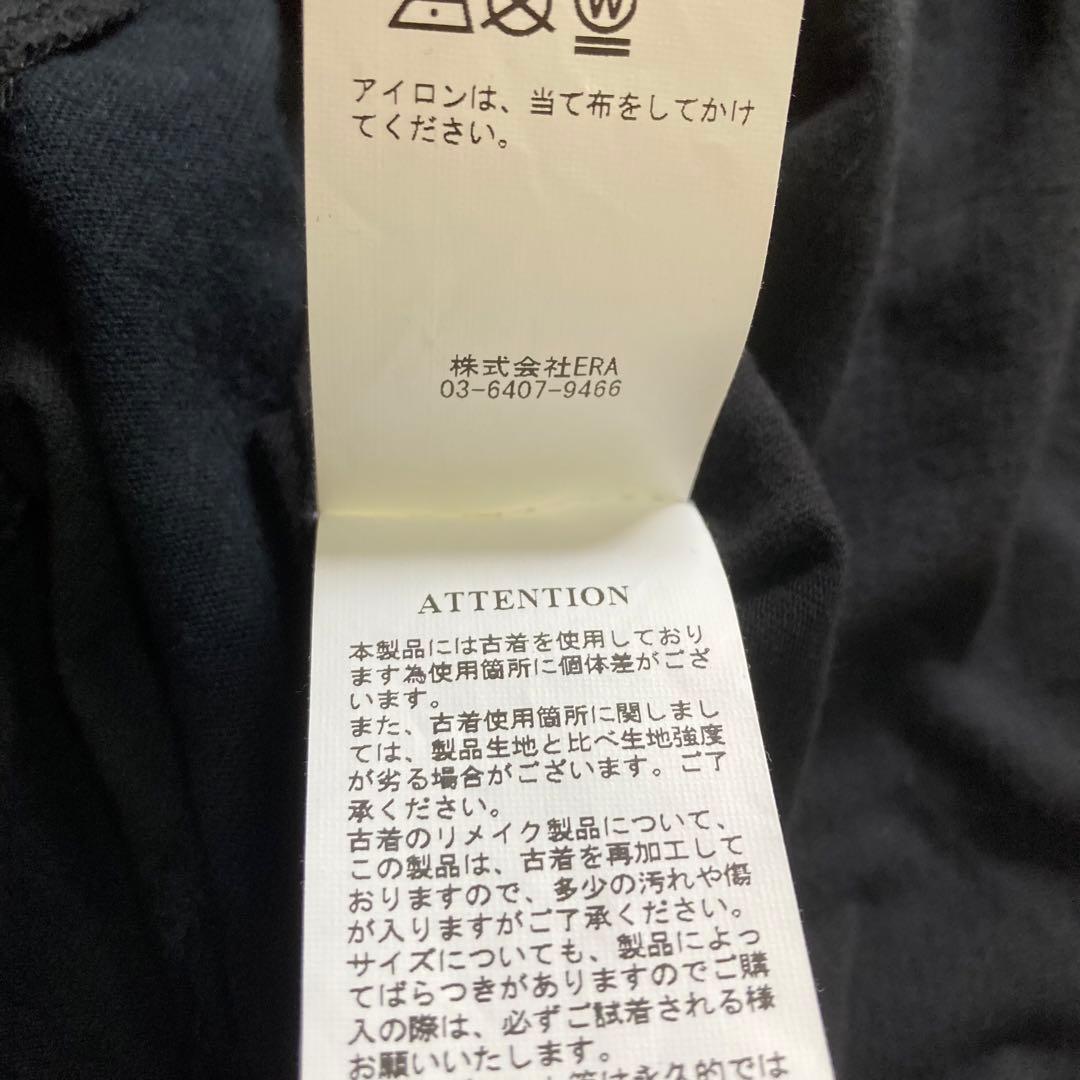 W
アイロンは、当て布をしてかけ
てください。
株式会社ERA
03-6407-9466
ATTENTION
本製品には古着を使用しており
ます為使用箇所に個体差がござ
います。
また、古着使用箇所に関しまし
ては、製品生地と比べ生地強度
が劣る場合がございます。ご了
承ください。
古着のリメイク製品について、
この製品は、古着を再加工して
おりますので、多少の汚れや傷
が入りますがご了承ください。
サイズについても、製品によっ
てばらつきがありますのでご購
入の際は、必ずご試着される様
お願いいたします。
等は永久的では